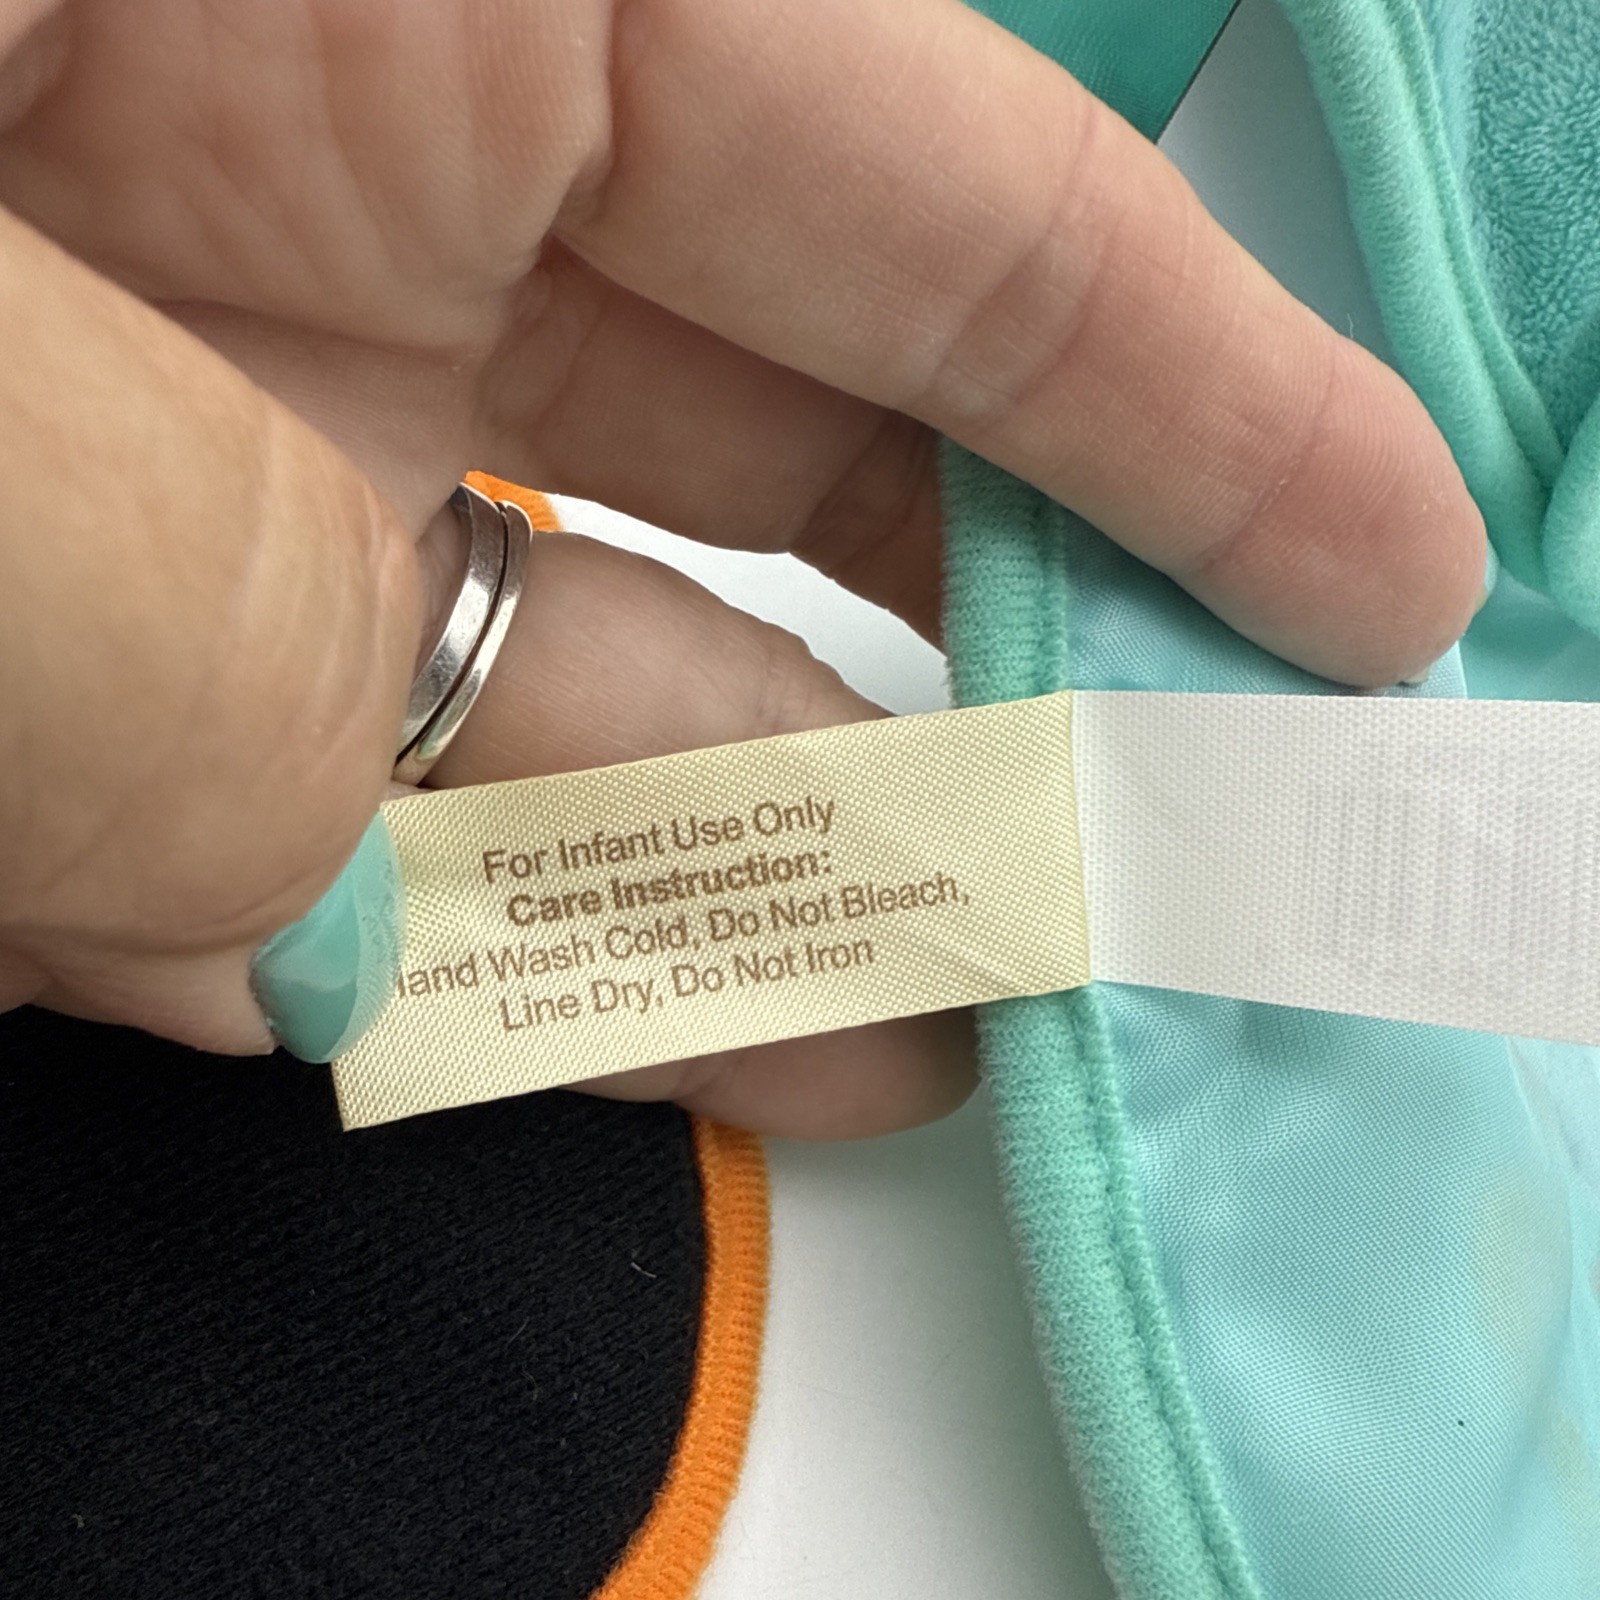 For Infant Use Only
Care Instruction:
Hand Wash Cold, Do Not Bleach,
Line Dry, Do Not Iron